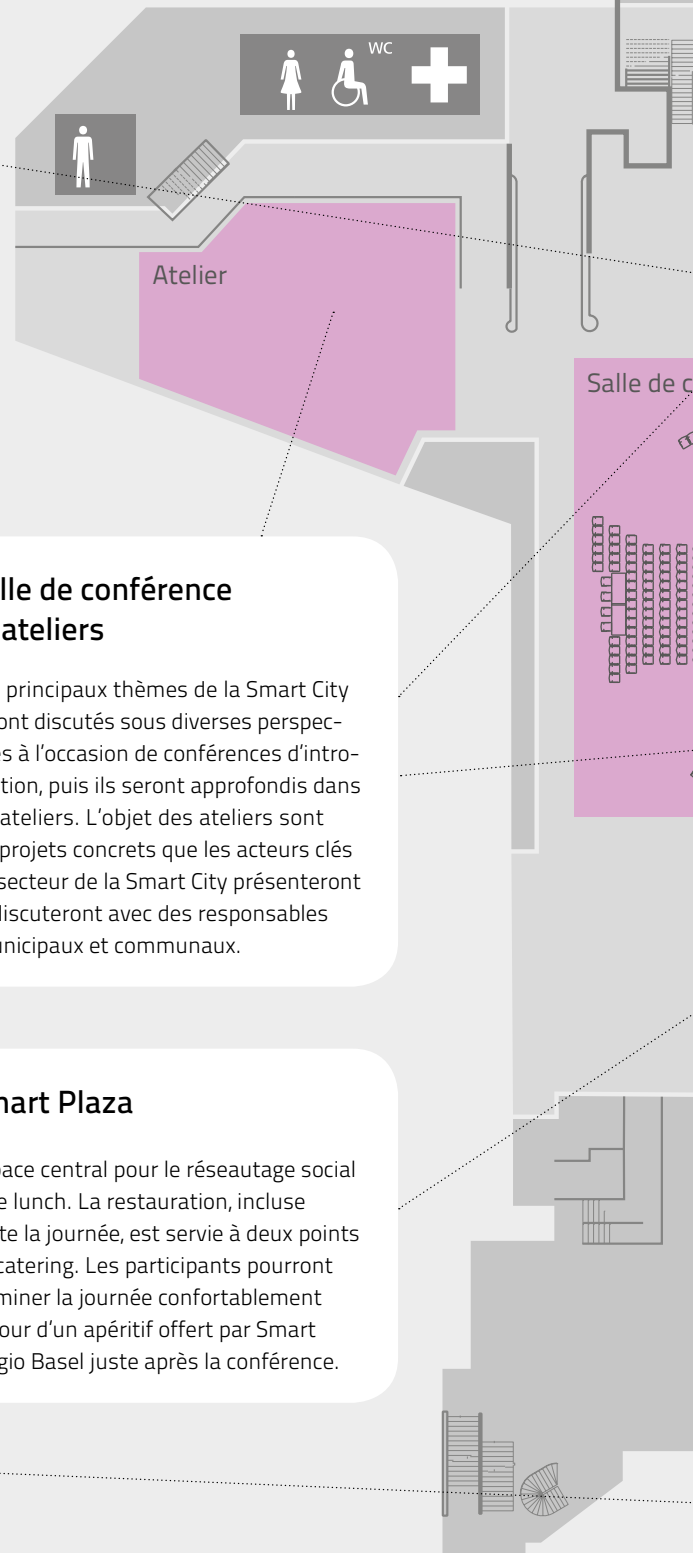 WC
Atelier
Salle de c
lle de conférence
ateliers
principaux thèmes de la Smart City
ont discutés sous diverses perspec-
es à l’occasion de conférences d’intro-
tion, puis ils seront approfondis dans
ateliers. L’objet des ateliers sont
projets concrets que les acteurs clés
secteur de la Smart City présenteront
discuteront avec des responsables
unicipaux et communaux.
mart Plaza
pace central pour le réseautage social
e lunch. La restauration, incluse
te la journée, est servie à deux points
catering. Les participants pourront
miner la journée confortablement
our d’un apéritif offert par Smart
gio Basel juste après la conférence.